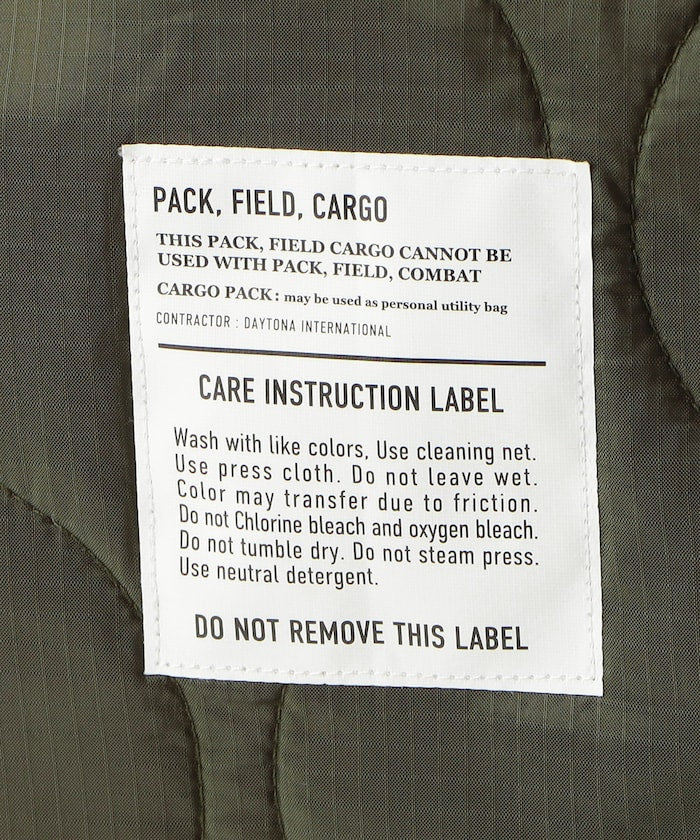 PACK, FIELD, CARGO
THIS PACK, FIELD CARGO CANNOT BE
USED WITH PACK, FIELD, COMBAT
CARGO PACK : may be used as personal utility bag
CONTRACTOR : DAYTONA INTERNATIONAL
CARE INSTRUCTION LABEL
Wash with like colors, Use cleaning net.
Use press cloth. Do not leave wet.
Color may transfer due to friction.
Do not Chlorine bleach and oxygen bleach.
Do not tumble dry. Do not steam press.
Use neutral detergent.
DO NOT REMOVE THIS LABEL